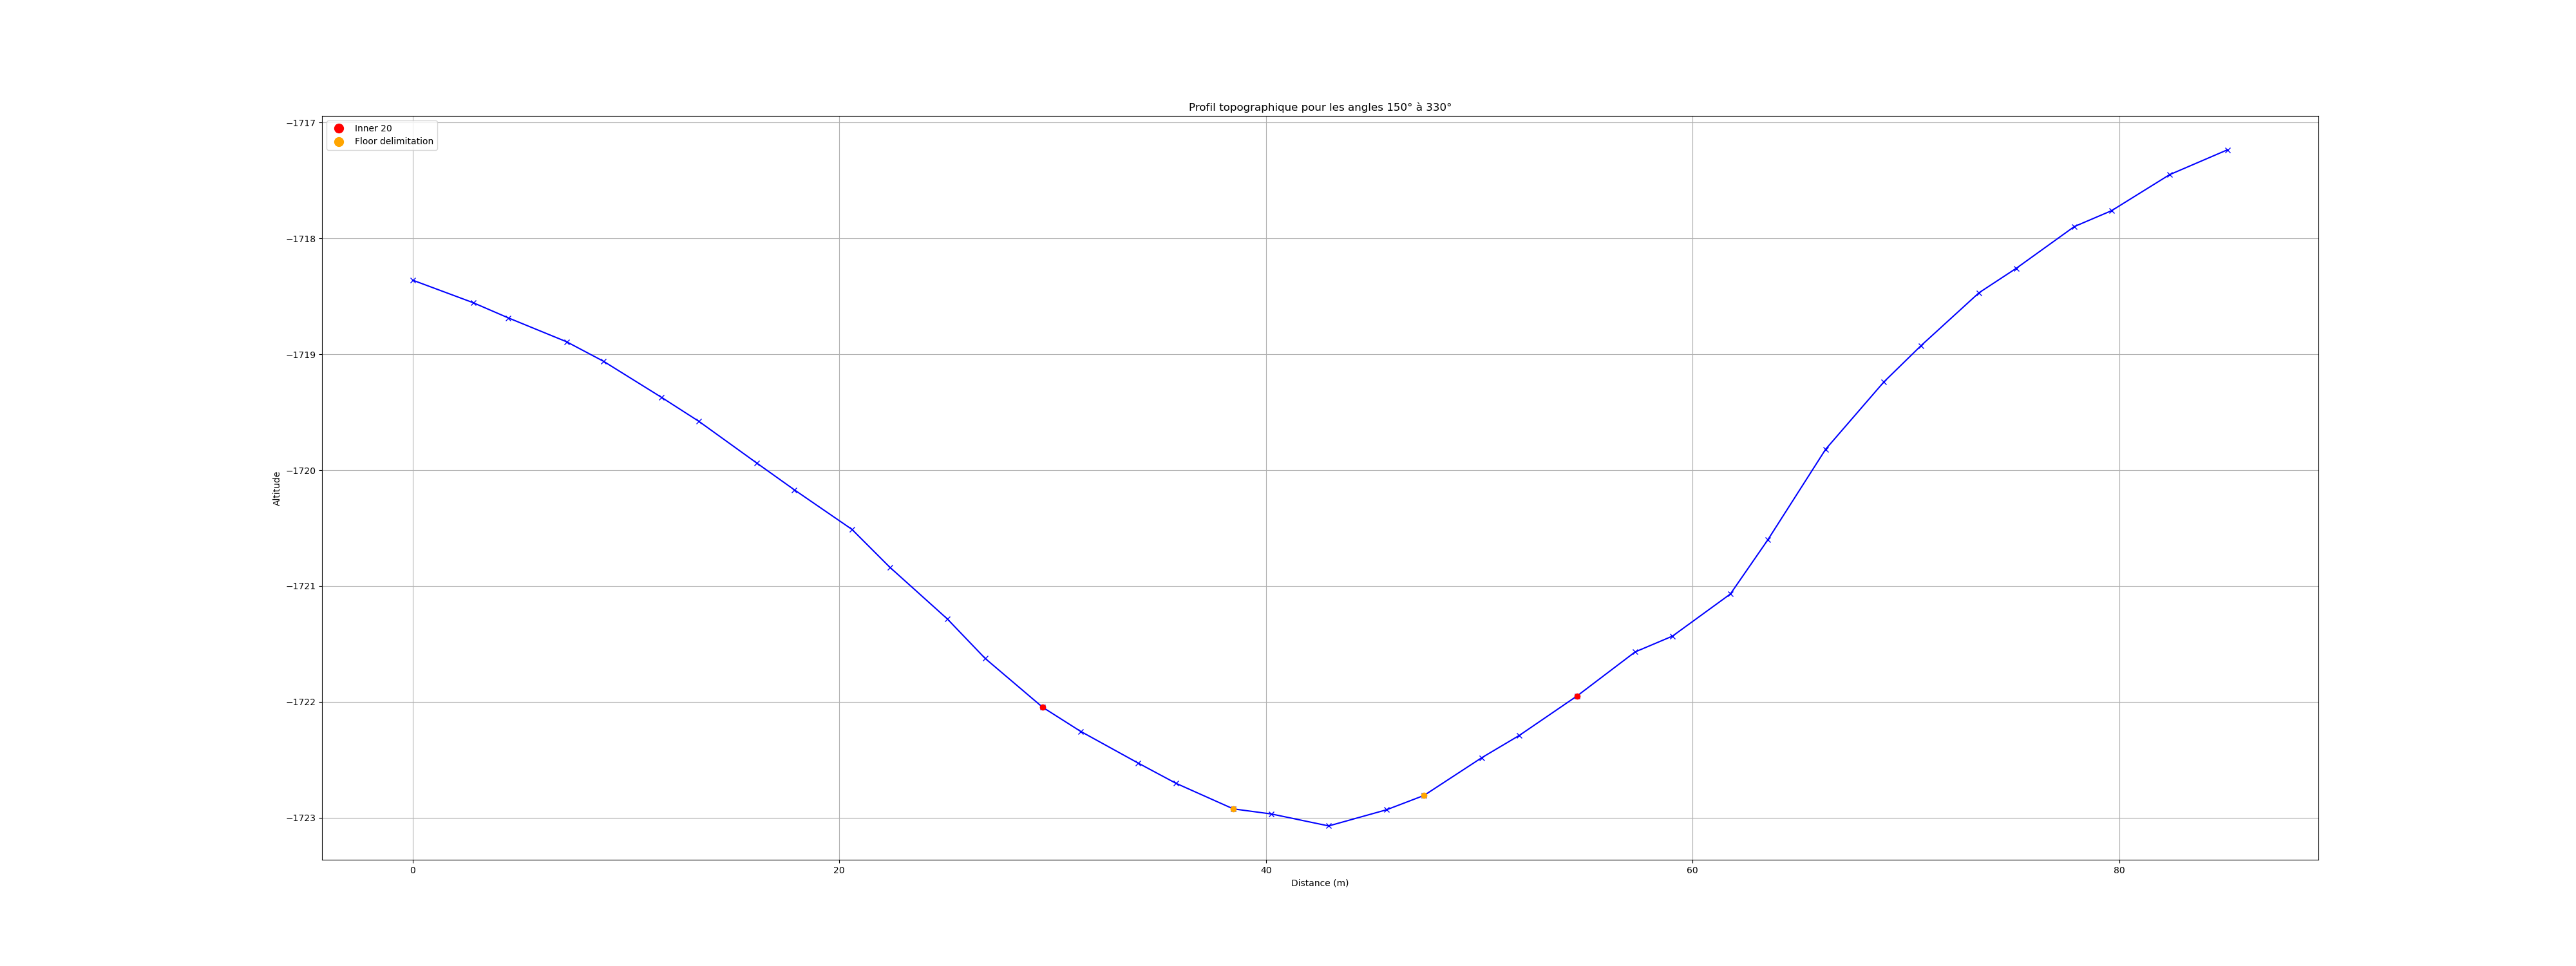 Profil topographique pour les angles 150° à 330°
Inner 20
Floor delimitation
−1717
−1718
−1719
−1720
−1721
−1722
−1723
Altitude
0
20
40
60
80
Distance (m)